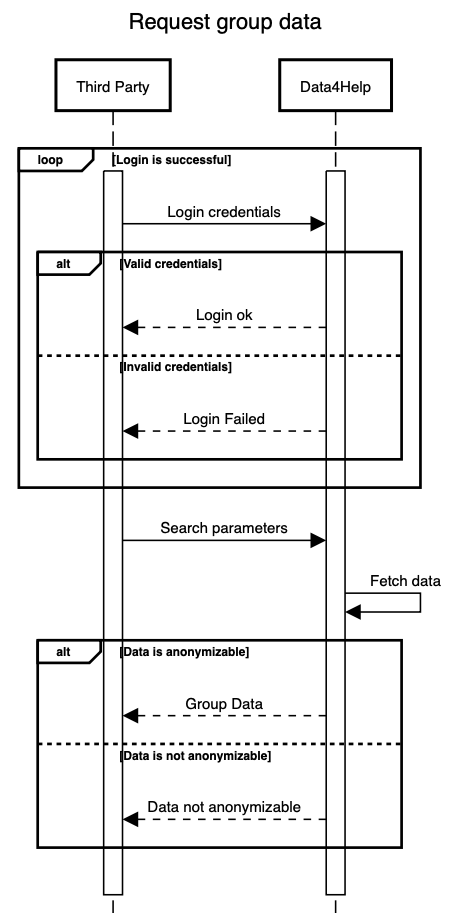 Request group data
Third Party
Data4Help
loop
[Login is successful]
Login credentials
alt
[Valid credentials]
Login ok
[Invalid credentials]
Login Failed
Search parameters
Fetch data
alt
[Data is anonymizable]
Group Data
[Data is not anonymizable]
Data not anonymizable